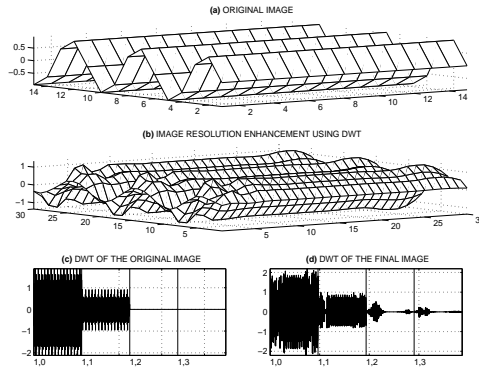 (a) ORIGINAL IMAGE
0.5
0
−0.5
14 12 10 8 6 4 2 2 4 6 8 10 12 14
(b) IMAGE RESOLUTION ENHANCEMENT USING DWT
1
0
−1
30 25 20 15 10 5 5 10 15 20 25 3
(c) DWT OF THE ORIGINAL IMAGE (d) DWT OF THE FINAL IMAGE
1 2
0 1
−1 0
−2 −1
−2
1,0 1,1 1,2 1,3 1,0 1,1 1,2 1,3